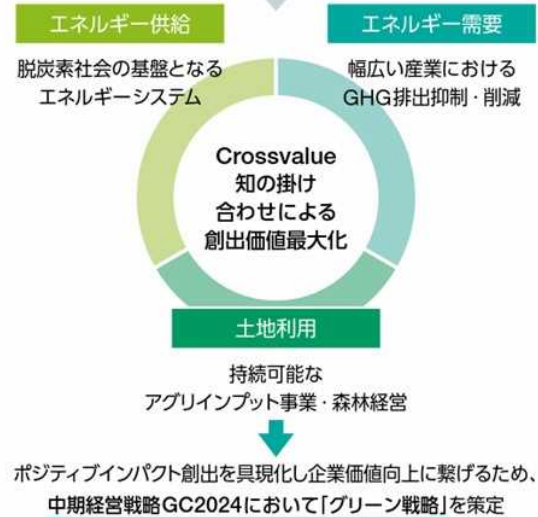 エネルギー供給
エネルギー需要
脱炭素社会の基盤となる
エネルギーシステム
幅広い産業における
GHG排出抑制・削減
Crossvalue
知の掛け
合わせによる
創出価値最大化
土地利用
持続可能な
アグリインプット事業・森林経営
ポジティブインパクト創出を具現化し企業価値向上に繋げるため、
中期経営戦略GC2024において「グリーン戦略」を策定